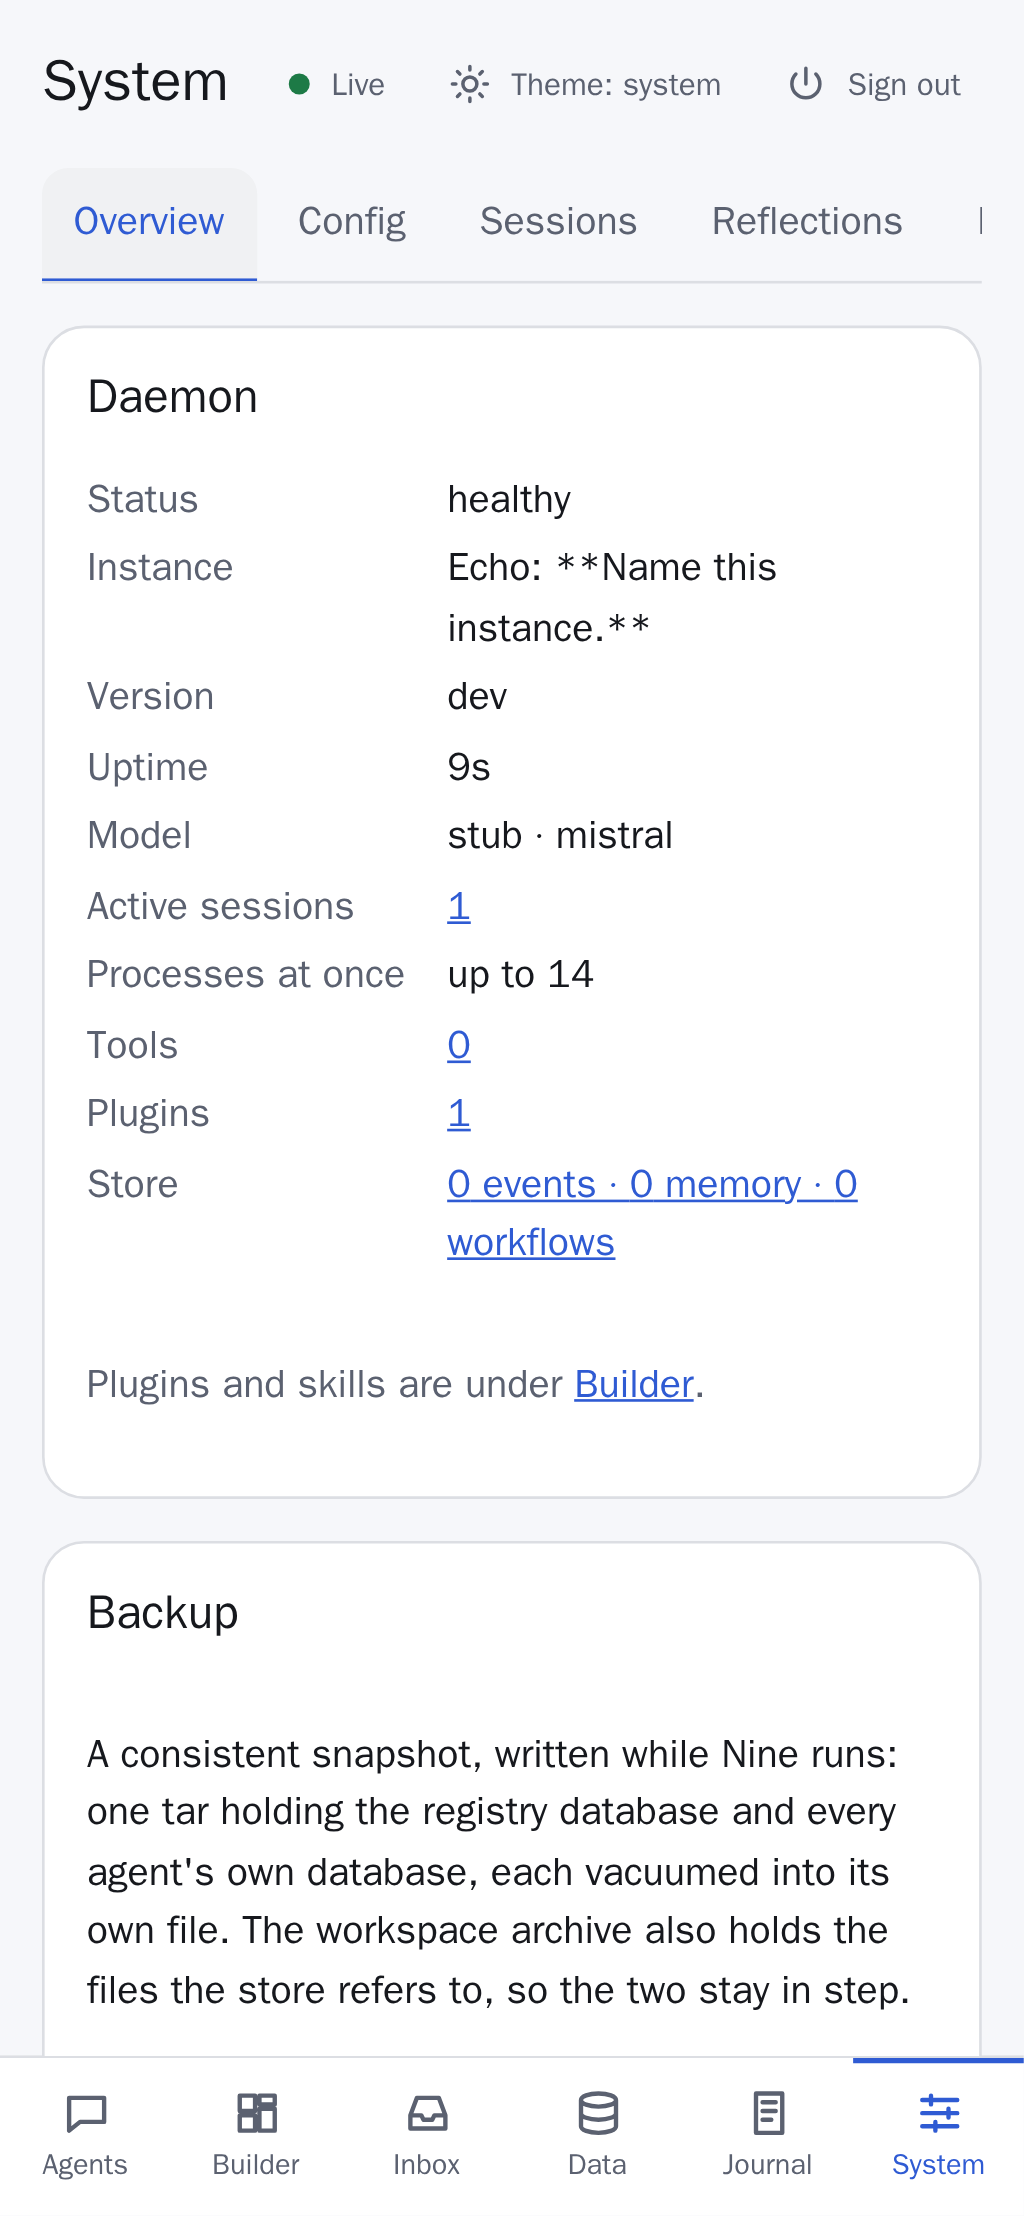 System
Live
Theme: system
Sign out
Overview
Config
Sessions
Reflections
Daemon
Status healthy
Instance Echo: **Name this
instance.**
Version dev
Uptime 9s
Model stub · mistral
Active sessions 1
Processes at once up to 14
Tools 0
Plugins 1
Store 0 events · 0 memory · 0
workflows
Plugins and skills are under Builder.
Backup
A consistent snapshot, written while Nine runs:
one tar holding the registry database and every
agent's own database, each vacuumed into its
own file. The workspace archive also holds the
files the store refers to, so the two stay in step.
Agents
Builder
Inbox
Data
Journal
System